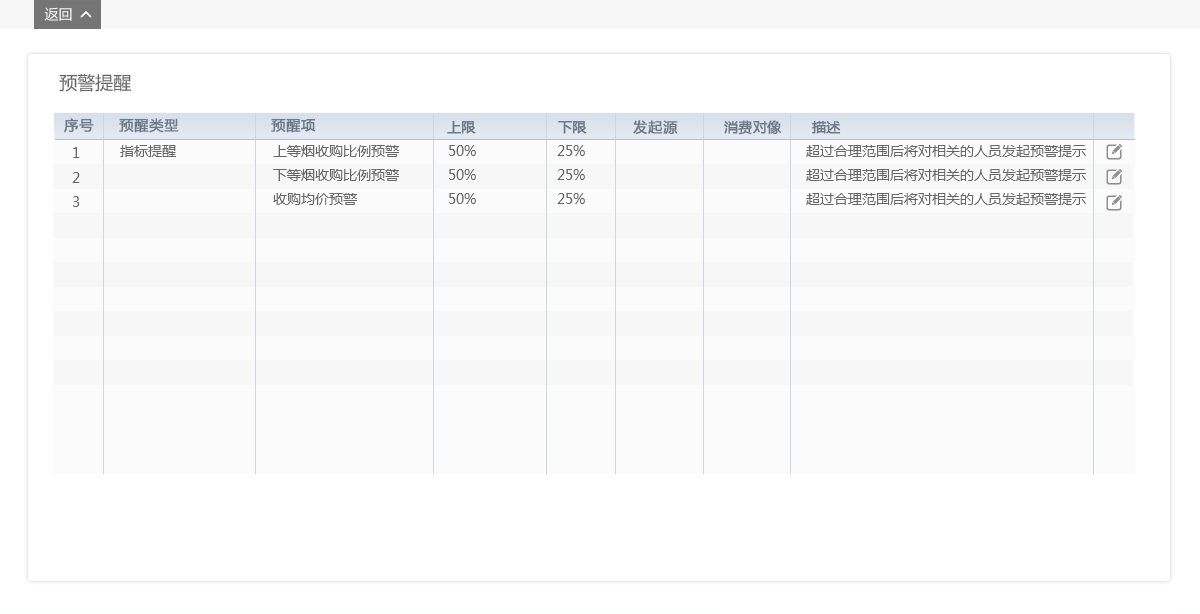 返回
预警提醒
序号 预醒类型 预醒项 上限 下限 发起源 消费对像 描述
1 指标提醒 上等烟收购比例预警 50% 25% 超过合理范围后将对相关的人员发起预警提示
2 下等烟收购比例预警 50% 25% 超过合理范围后将对相关的人员发起预警提示
3 收购均价预警 50% 25% 超过合理范围后将对相关的人员发起预警提示